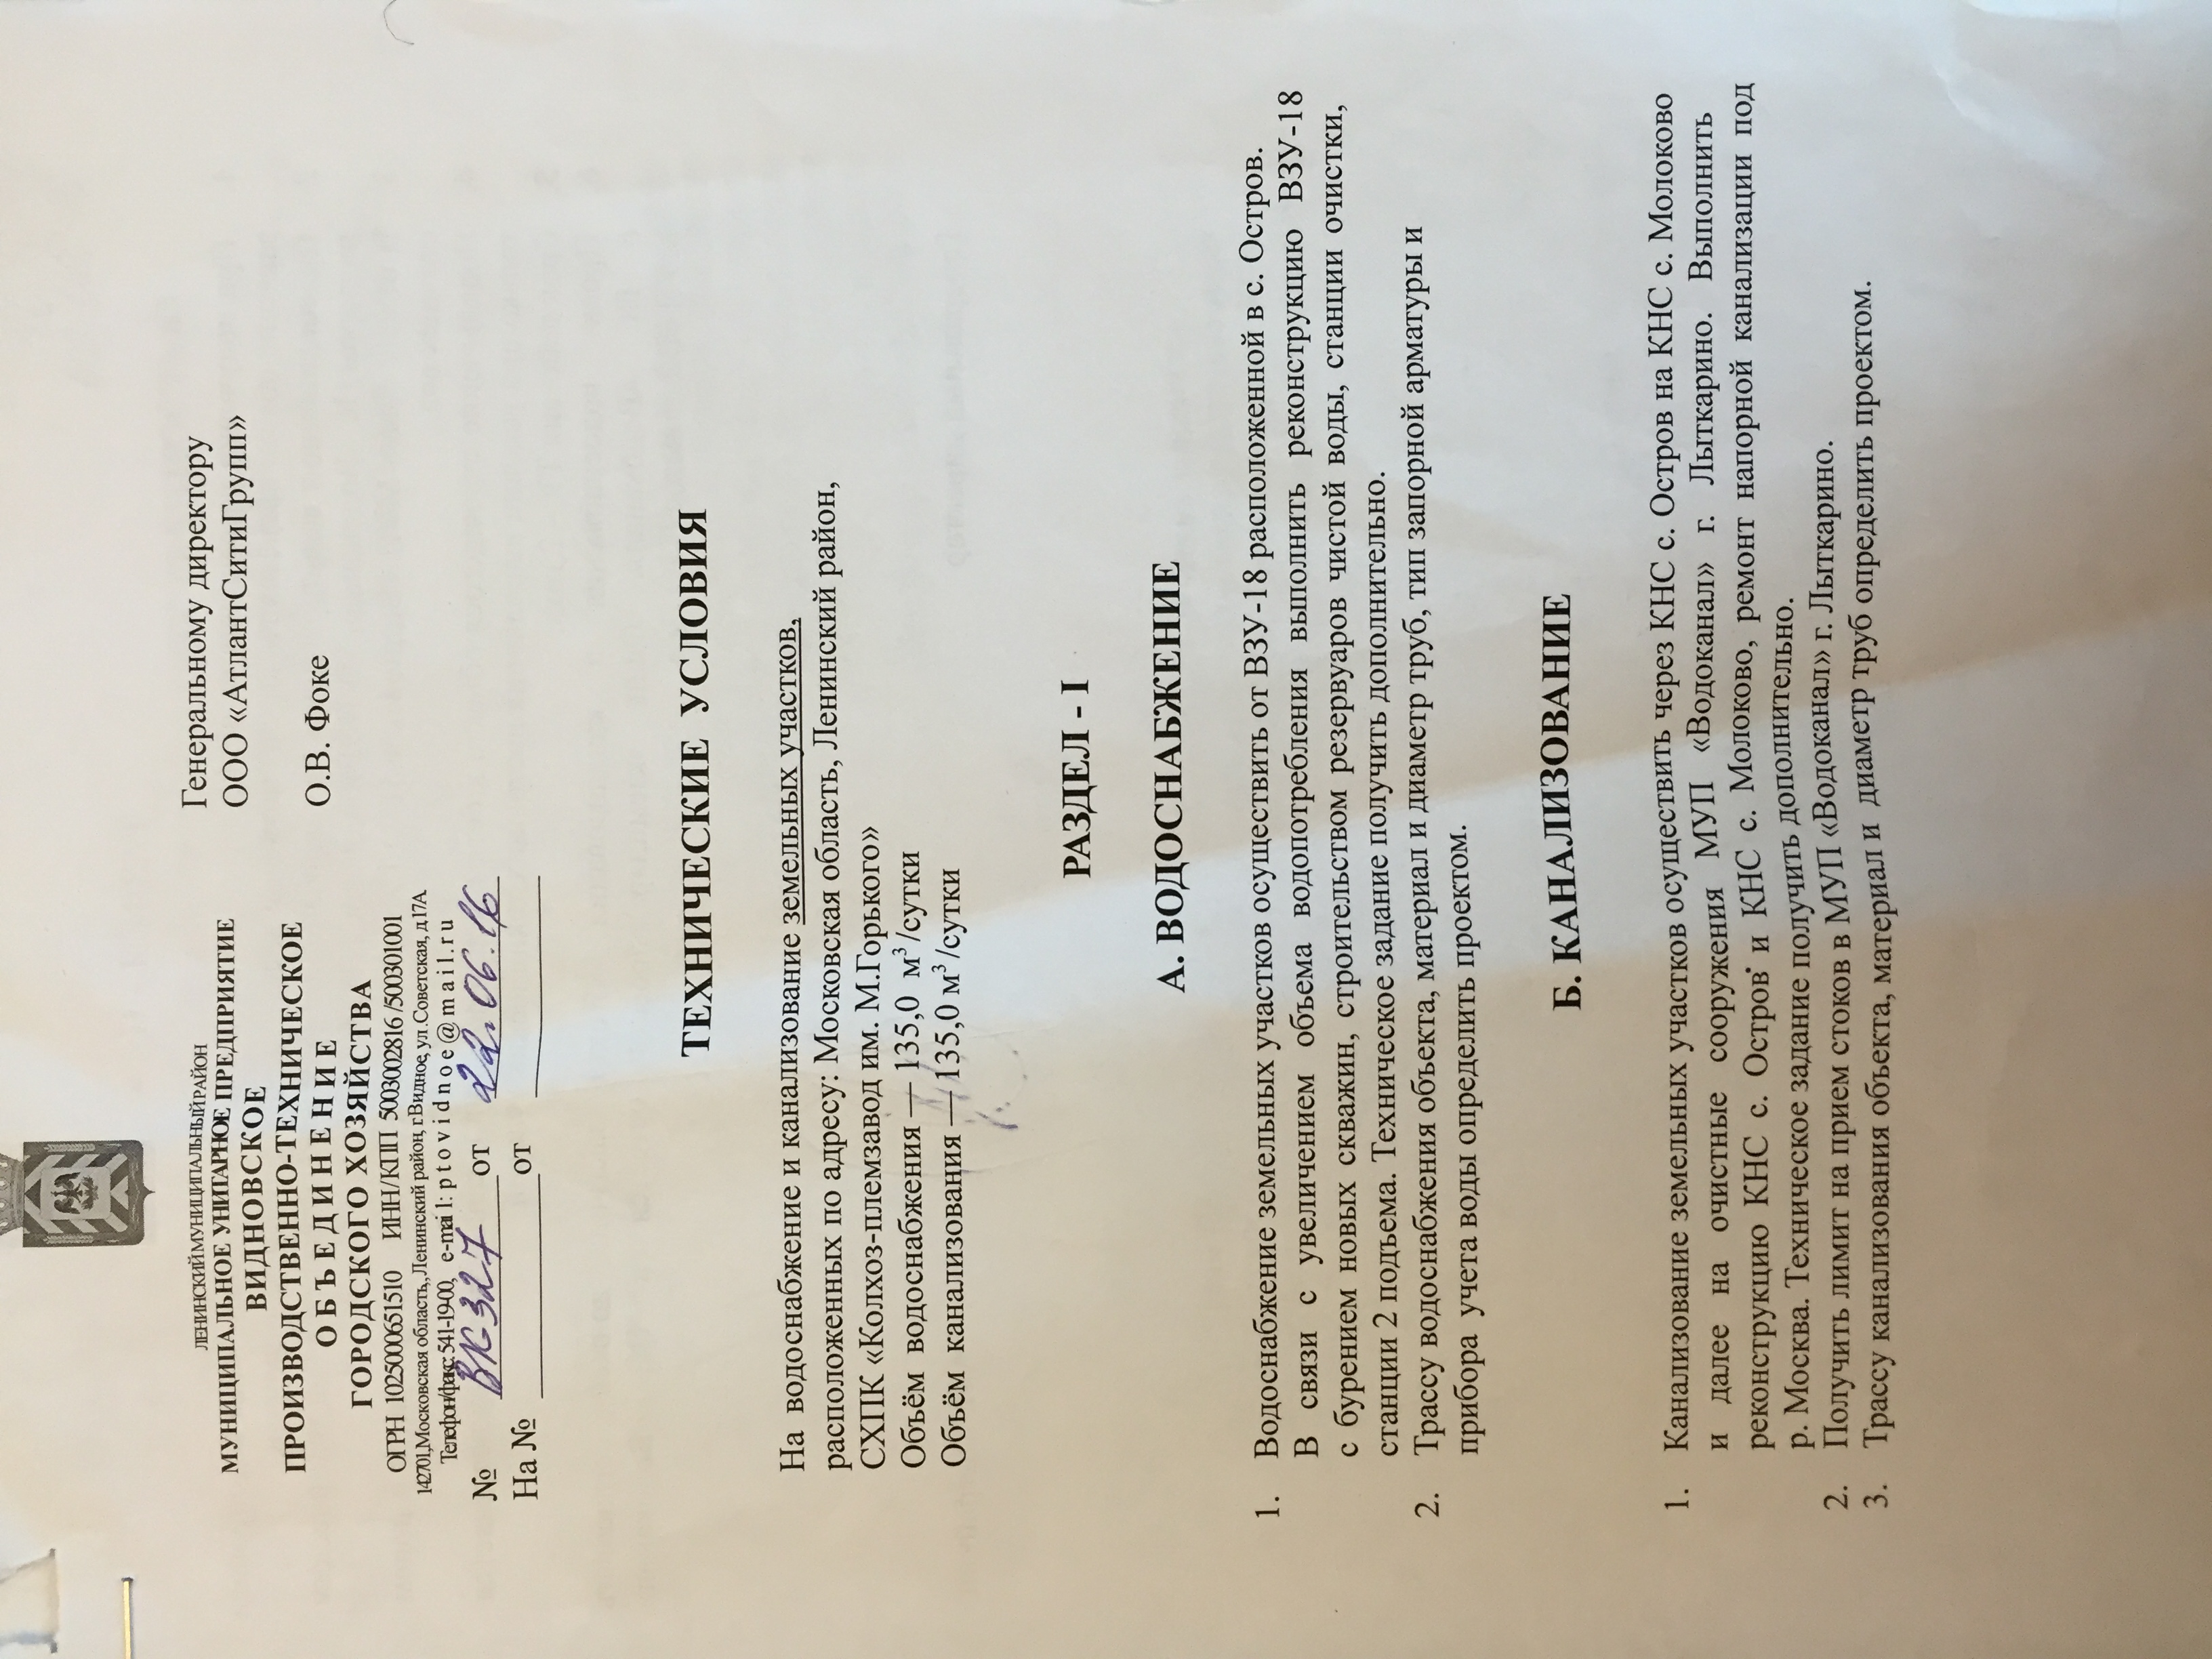 ЛЕНИНСКИЙ МУНИЦИПАЛЬНЫЙ РАЙОН
МУНИЦИПАЛЬНОЕ УНИТАРНОЕ ПРЕДПРИЯТИЕ
ВИДНОВСКОЕ
ПРОИЗВОДСТВЕННО-ТЕХНИЧЕСКОЕ
ОБЪЕДИНЕНИЕ
ГОРОДСКОГО ХОЗЯЙСТВА
ОГРН 1025000651510 ИНН/КПП 5003002816 /500301001
142701, Московская область, Ленинский район, г.Видное, ул.Советская, д.17А
Телефон/факс: 541-19-00, e-mail: ptovidnoe@mail.ru
№ ВК 327 от 22.06.16
На № от
Генеральному директору
ООО «АтлантСитиГрупп»
О.В. Фоке
ТЕХНИЧЕСКИЕ УСЛОВИЯ
На водоснабжение и канализование земельных участков,
расположенных по адресу: Московская область, Ленинский район,
СХПК «Колхоз-племзавод им. М.Горького»
Объём водоснабжения — 135,0 м³/сутки
Объём канализования — 135,0 м³/сутки
РАЗДЕЛ - I
А. ВОДОСНАБЖЕНИЕ
1. Водоснабжение земельных участков осуществить от ВЗУ-18 расположенной в с. Остров.
В связи с увеличением объема водопотребления выполнить реконструкцию ВЗУ-18
с бурением новых скважин, строительством резервуаров чистой воды, станции очистки,
станции 2 подъема. Техническое задание получить дополнительно.
2. Трассу водоснабжения объекта, материал и диаметр труб, тип запорной арматуры и
прибора учета воды определить проектом.
Б. КАНАЛИЗОВАНИЕ
1. Канализование земельных участков осуществить через КНС с. Остров на КНС с. Молоково
и далее на очистные сооружения МУП «Водоканал» г. Лыткарино. Выполнить
реконструкцию КНС с. Остров и КНС с. Молоково, ремонт напорной канализации под
р. Москва. Техническое задание получить дополнительно.
2. Получить лимит на прием стоков в МУП «Водоканал» г. Лыткарино.
3. Трассу канализования объекта, материал и диаметр труб определить проектом.